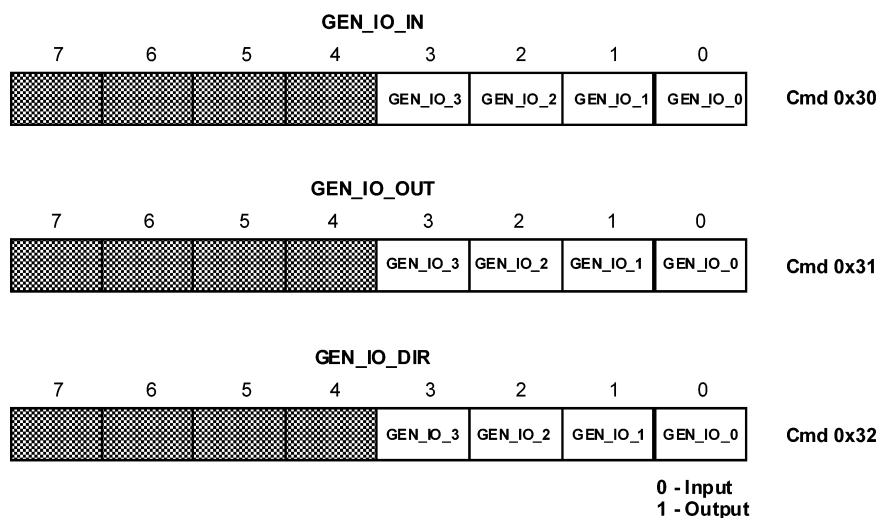 GEN_IO_IN
7 6 5 4 3 2 1 0
GEN_IO_3 GEN_IO_2 GEN_IO_1 GEN_IO_0 Cmd 0x30
GEN_IO_OUT
7 6 5 4 3 2 1 0
GEN_IO_3 GEN_IO_2 GEN_IO_1 GEN_IO_0 Cmd 0x31
GEN_IO_DIR
7 6 5 4 3 2 1 0
GEN_IO_3 GEN_IO_2 GEN_IO_1 GEN_IO_0 Cmd 0x32
0 - Input
1 - Output